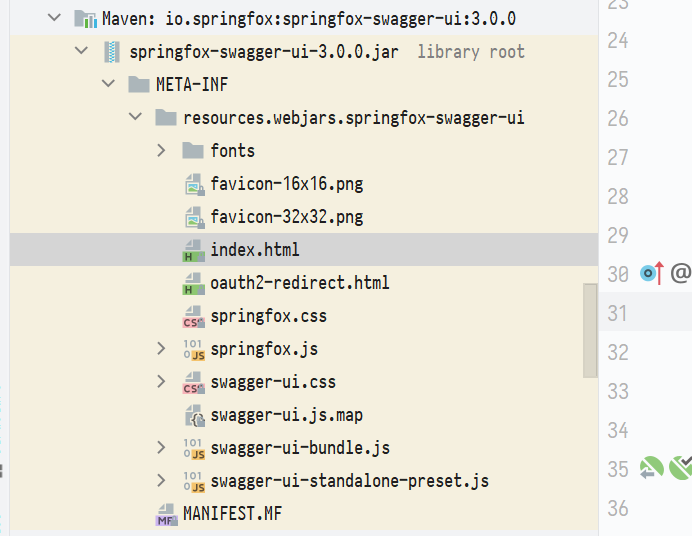 Maven: io.springfox:springfox-swagger-ui:3.0.0
springfox-swagger-ui-3.0.0.jar library root
META-INF
resources.webjars.springfox-swagger-ui
fonts
favicon-16x16.png
favicon-32x32.png
index.html
oauth2-redirect.html
springfox.css
springfox.js
swagger-ui.css
swagger-ui.js.map
swagger-ui-bundle.js
swagger-ui-standalone-preset.js
MANIFEST.MF
23
24
25
26
27
28
29
30 @
31
32
33
34
35
36